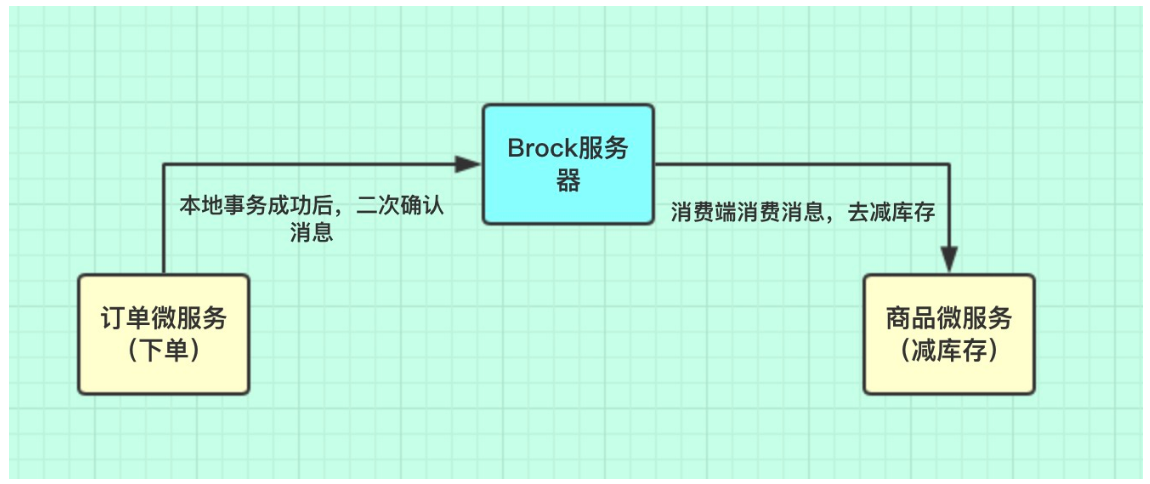 Brock服务
器
本地事务成功后，二次确认
消息
消费端消费消息，去减库存
订单微服务
（下单）
商品微服务
（减库存）